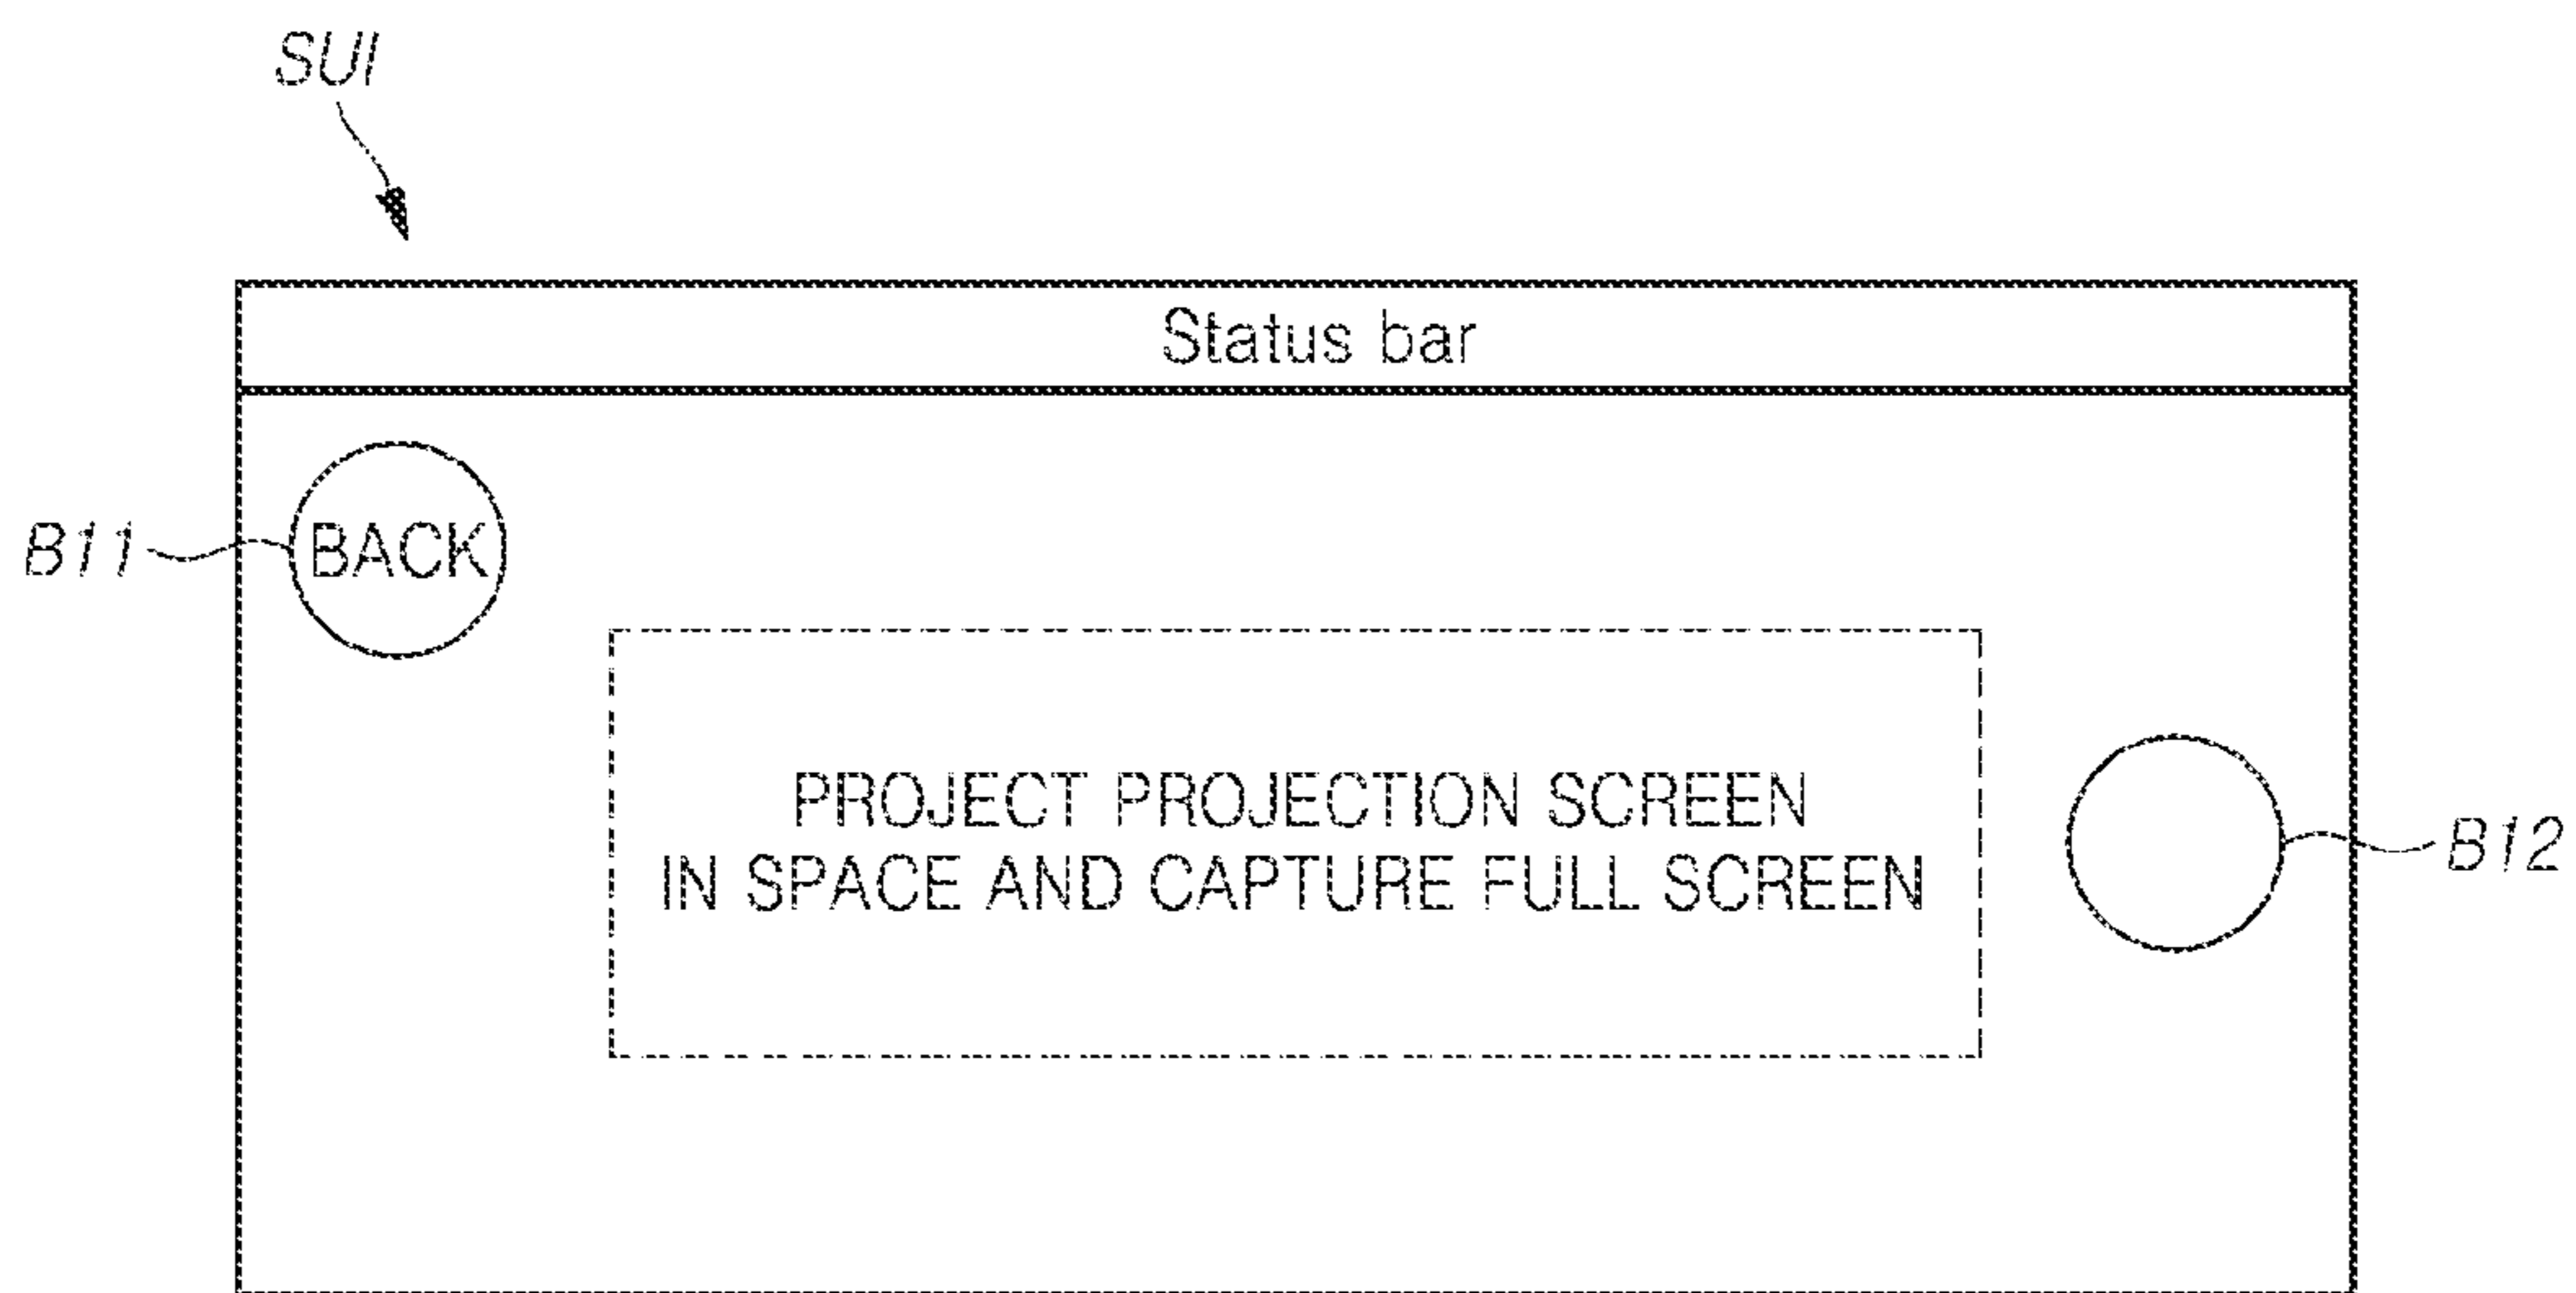 SUI
Status bar
B11
BACK
PROJECT PROJECTION SCREEN
IN SPACE AND CAPTURE FULL SCREEN
B12